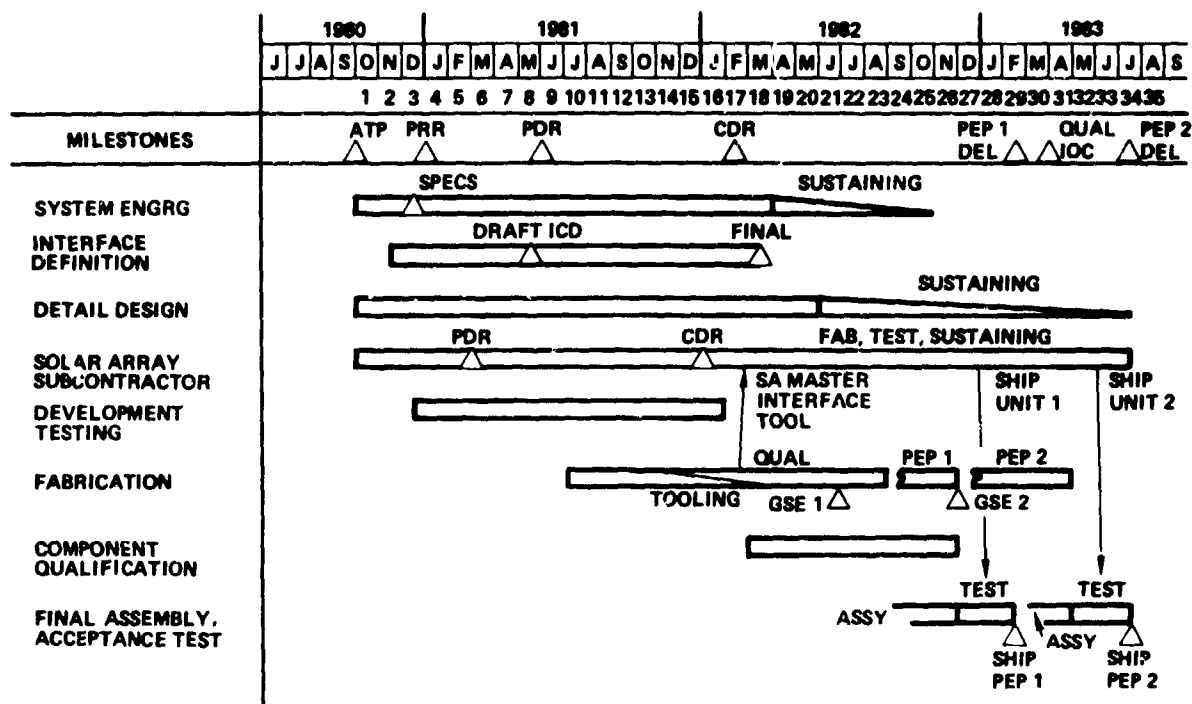 1980 1981 1982 1983
J J A S O N D J F M A M J J A S O N D J F M A M J J A S O N D J F M A M J J A S
1 2 3 4 5 6 7 8 9 10 11 12 13 14 15 16 17 18 19 20 21 22 23 24 25 26 27 28 29 30 31 32 33 34 35
MILESTONES ATP PRR PDR CDR PEP 1 QUAL PEP 2
DEL IOC DEL
SPECS SUSTAINING
SYSTEM ENGRG
INTERFACE DRAFT ICD FINAL
DEFINITION
SUSTAINING
DETAIL DESIGN
PDR CDR FAB, TEST, SUSTAINING
SOLAR ARRAY
SUBCONTRACTOR
SA MASTER
INTERFACE
TOOL
SHIP
UNIT 1
SHIP
UNIT 2
DEVELOPMENT
TESTING
QUAL PEP 1 PEP 2
FABRICATION
TOOLING GSE 1 GSE 2
COMPONENT
QUALIFICATION
TEST TEST
FINAL ASSEMBLY, ASSY
ACCEPTANCE TEST
ASSY
SHIP
PEP 1
SHIP
PEP 2